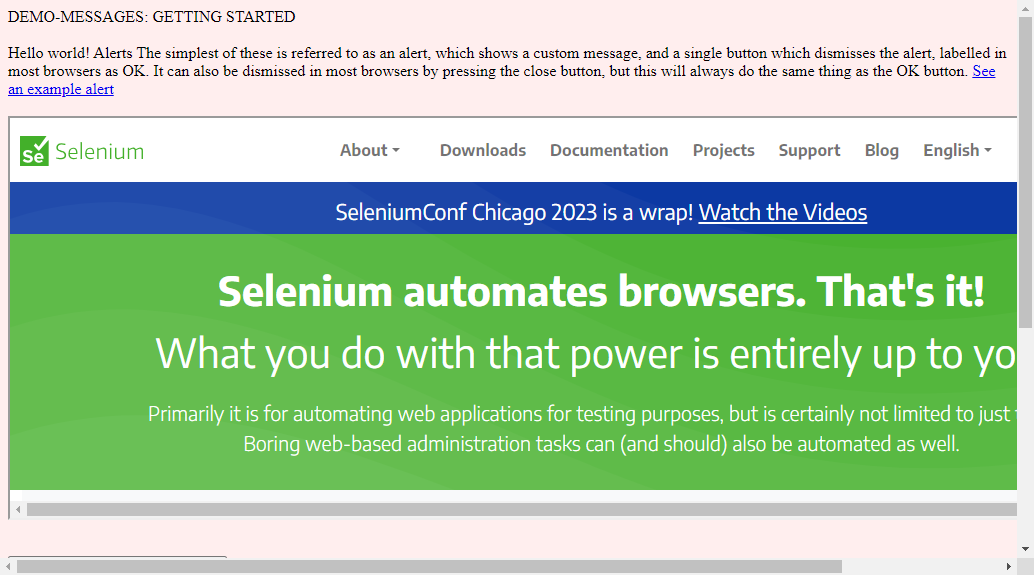 DEMO-MESSAGES: GETTING STARTED
Hello world! Alerts The simplest of these is referred to as an alert, which shows a custom message, and a single button which dismisses the alert, labelled in
most browsers as OK. It can also be dismissed in most browsers by pressing the close button, but this will always do the same thing as the OK button. See
an example alert
Se Selenium About Downloads Documentation Projects Support Blog English
SeleniumConf Chicago 2023 is a wrap! Watch the Videos
Selenium automates browsers. That's it!
What you do with that power is entirely up to yo
Primarily it is for automating web applications for testing purposes, but is certainly not limited to just
Boring web-based administration tasks can (and should) also be automated as well.